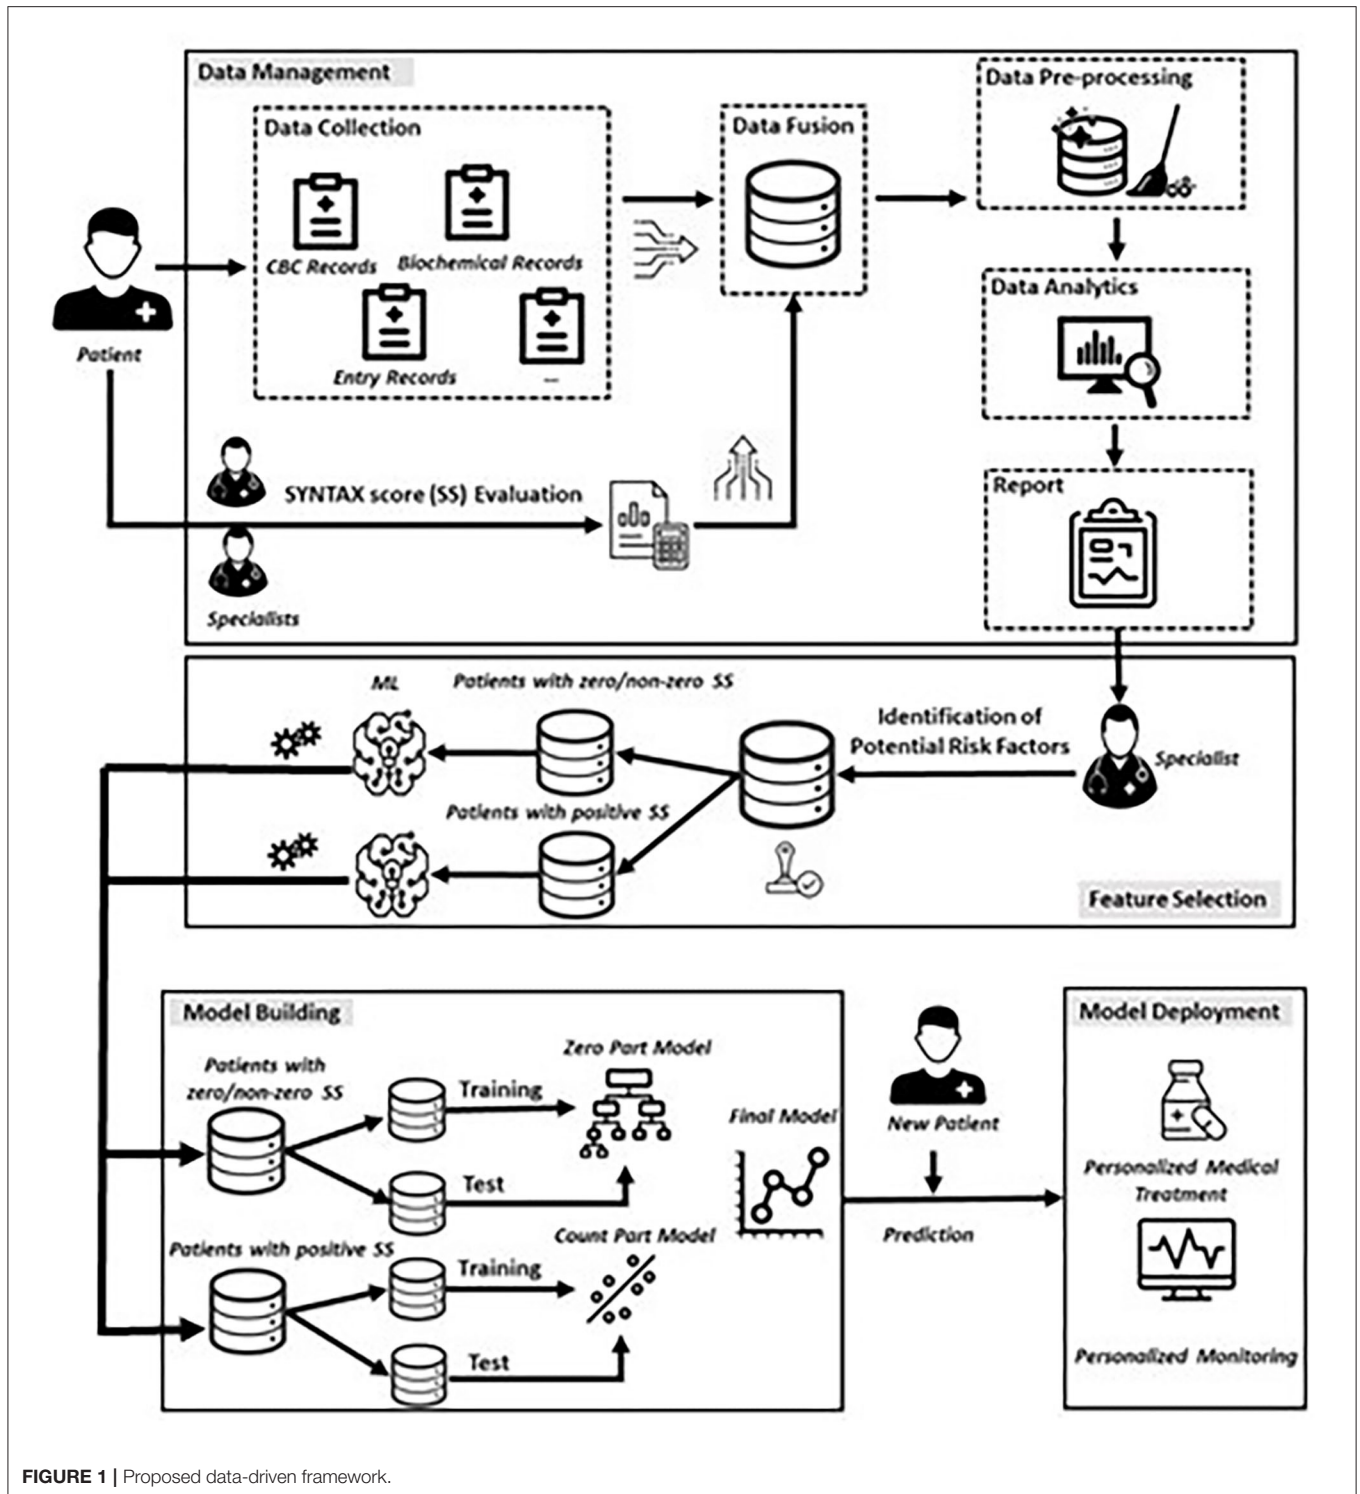 Data Management
Data Collection
CBC Records
Biochemical Records
Entry Records
...
Data Fusion
Data Pre-processing
Data Analytics
Report
Patient
SYNTAX score (SS) Evaluation
Specialists
ML
Patients with zero/non-zero SS
Patients with positive SS
Identification of
Potential Risk Factors
Specialist
Feature Selection
Model Building
Patients with
zero/non-zero SS
Training
Test
Zero Part Model
Patients with positive SS
Training
Test
Count Part Model
Final Model
New Patient
Prediction
Model Deployment
Personalized Medical
Treatment
Personalized Monitoring
FIGURE 1 | Proposed data-driven framework.